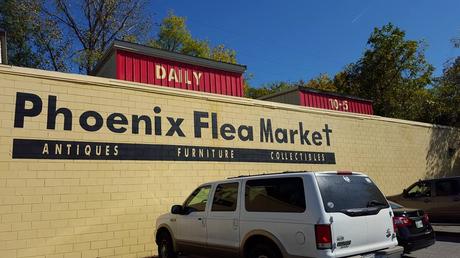 DAILY
10-5
Phoenix Flea Market
ANTIQUES FURNITURE COLLECTIBLES